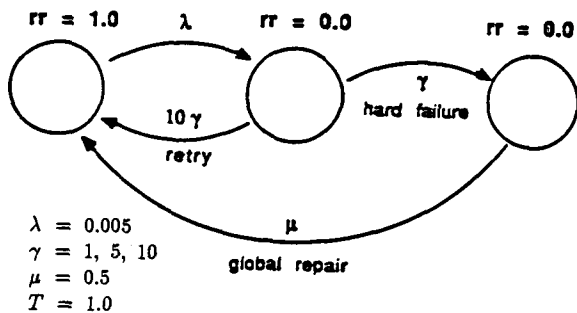 rr = 1.0
λ
rr = 0.0
rr = 0.0
γ
hard failure
10 γ
retry
μ
global repair
λ = 0.005
γ = 1, 5, 10
μ = 0.5
T = 1.0